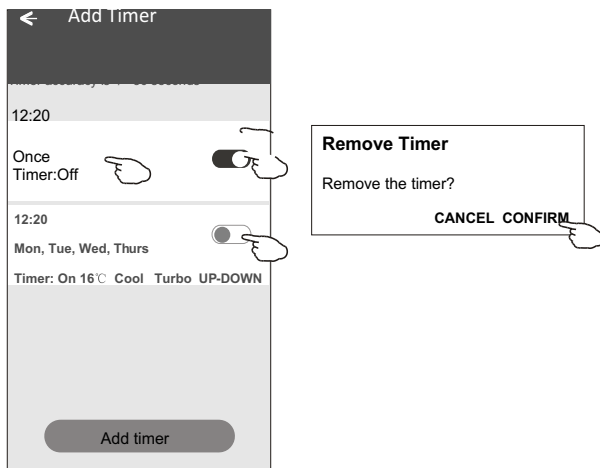 Add Timer
12:20
Once
Timer:Off
12:20
Mon, Tue, Wed, Thurs
Timer: On 16℃ Cool Turbo UP-DOWN
Add timer
Remove Timer
Remove the timer?
CANCEL CONFIRM